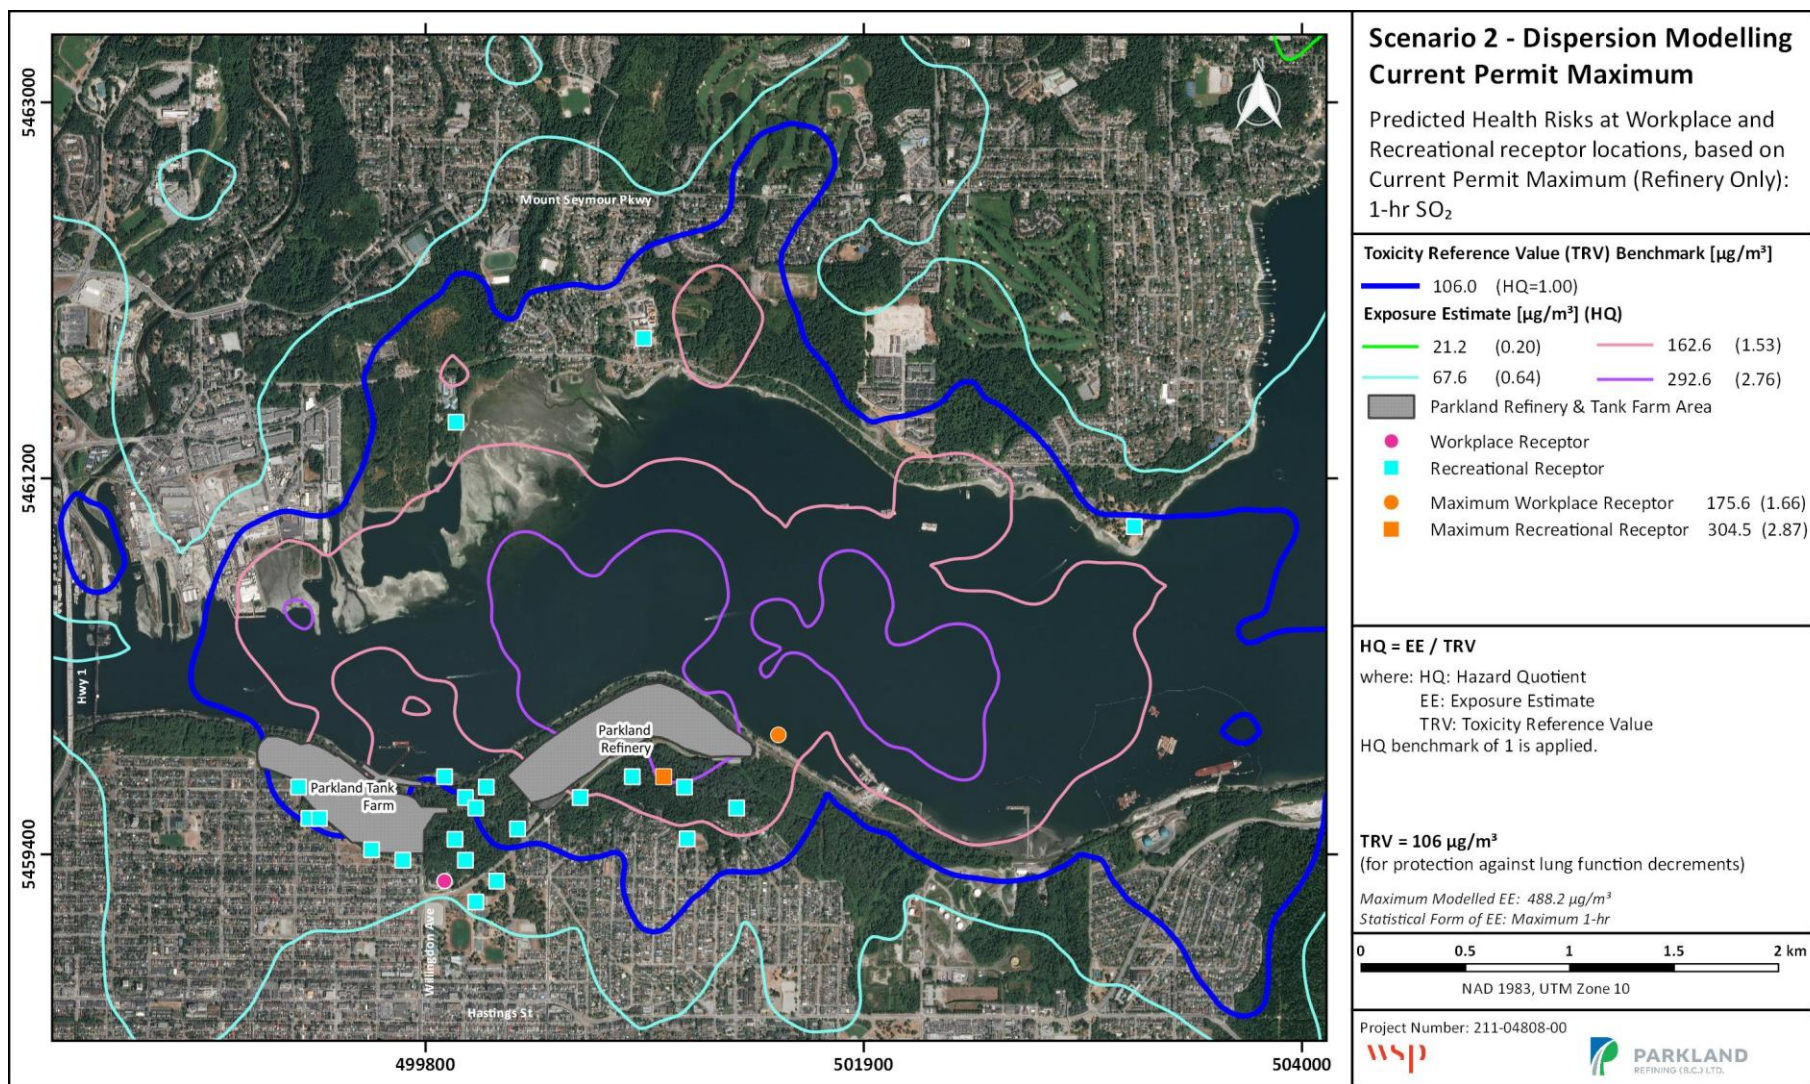 Scenario 2 - Dispersion Modelling
Current Permit Maximum
Predicted Health Risks at Workplace and
Recreational receptor locations, based on
Current Permit Maximum (Refinery Only):
1-hr SO₂
Toxicity Reference Value (TRV) Benchmark [µg/m³]
106.0 (HQ=1.00)
Exposure Estimate [µg/m³] (HQ)
21.2 (0.20)
162.6 (1.53)
67.6 (0.64)
292.6 (2.76)
Parkland Refinery & Tank Farm Area
Workplace Receptor
Recreational Receptor
Maximum Workplace Receptor 175.6 (1.66)
Maximum Recreational Receptor 304.5 (2.87)
HQ = EE / TRV
where: HQ: Hazard Quotient
EE: Exposure Estimate
TRV: Toxicity Reference Value
HQ benchmark of 1 is applied.
TRV = 106 µg/m³
(for protection against lung function decrements)
Maximum Modelled EE: 488.2 µg/m³
Statistical Form of EE: Maximum 1-hr
0 0.5 1 1.5 2 km
NAD 1983, UTM Zone 10
Project Number: 211-04808-00
wsp
PARKLAND
REFINING (B.C.) LTD.
N
Mount Seymour Pkwy
Hwy 1
Parkland
Refinery
Parkland Tank
Farm
Willingdon Ave
Hastings St
5463000
5461200
5459400
499800
501900
504000